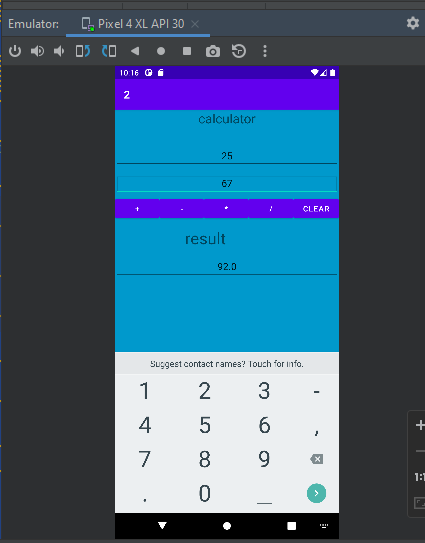 Emulator: Pixel 4 XL API 30
10:16
2
calculator
25
67
+ - * / CLEAR
result
92.0
Suggest contact names? Touch for info.
1 2 3 -
4 5 6 ,
7 8 9
. 0 _